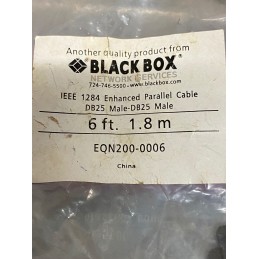 Another quality product from
BLACK BOX®
NETWORK SERVICES
724-746-5500 • www.blackbox.com
IEEE 1284 Enhanced Parallel Cable
DB25 Male-DB25 Male
6 ft. 1.8 m
EQN200-0006
China